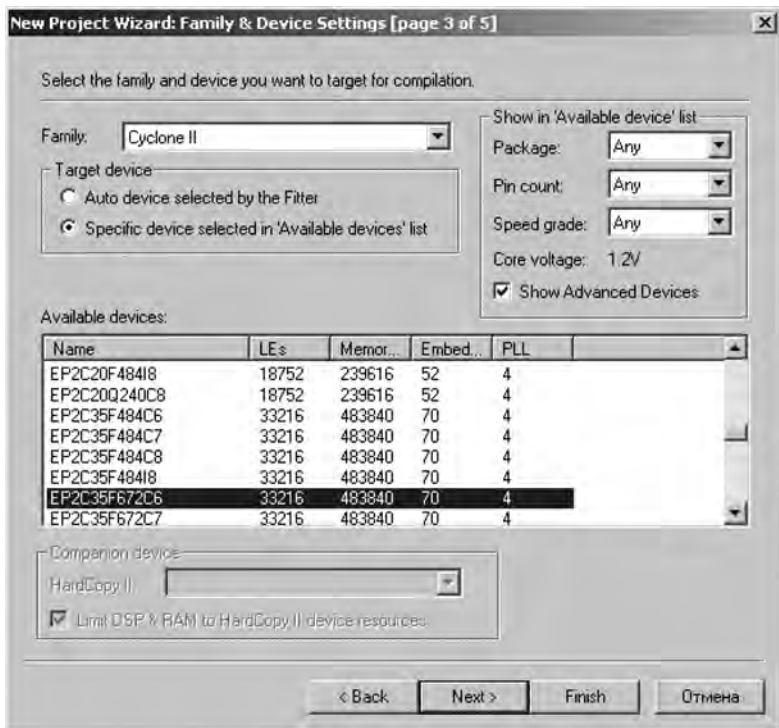 New Project Wizard: Family & Device Settings [page 3 of 5]
Select the family and device you want to target for compilation.
Family: Cyclone II
Target device
Auto device selected by the Fitter
Specific device selected in 'Available devices' list
Show in 'Available device' list
Package: Any
Pin count: Any
Speed grade: Any
Core voltage: 1.2V
Show Advanced Devices
Available devices:
Name LEs Memor... Embed... PLL
EP2C20F484I8 18752 239616 52 4
EP2C20Q240C8 18752 239616 52 4
EP2C35F484C6 33216 483840 70 4
EP2C35F484C7 33216 483840 70 4
EP2C35F484C8 33216 483840 70 4
EP2C35F484I8 33216 483840 70 4
EP2C35F672C6 33216 483840 70 4
EP2C35F672C7 33216 483840 70 4
Companion device
HardCopy II:
Limit DSP & RAM to HardCopy II device resources
< Back Next > Finish Отмена